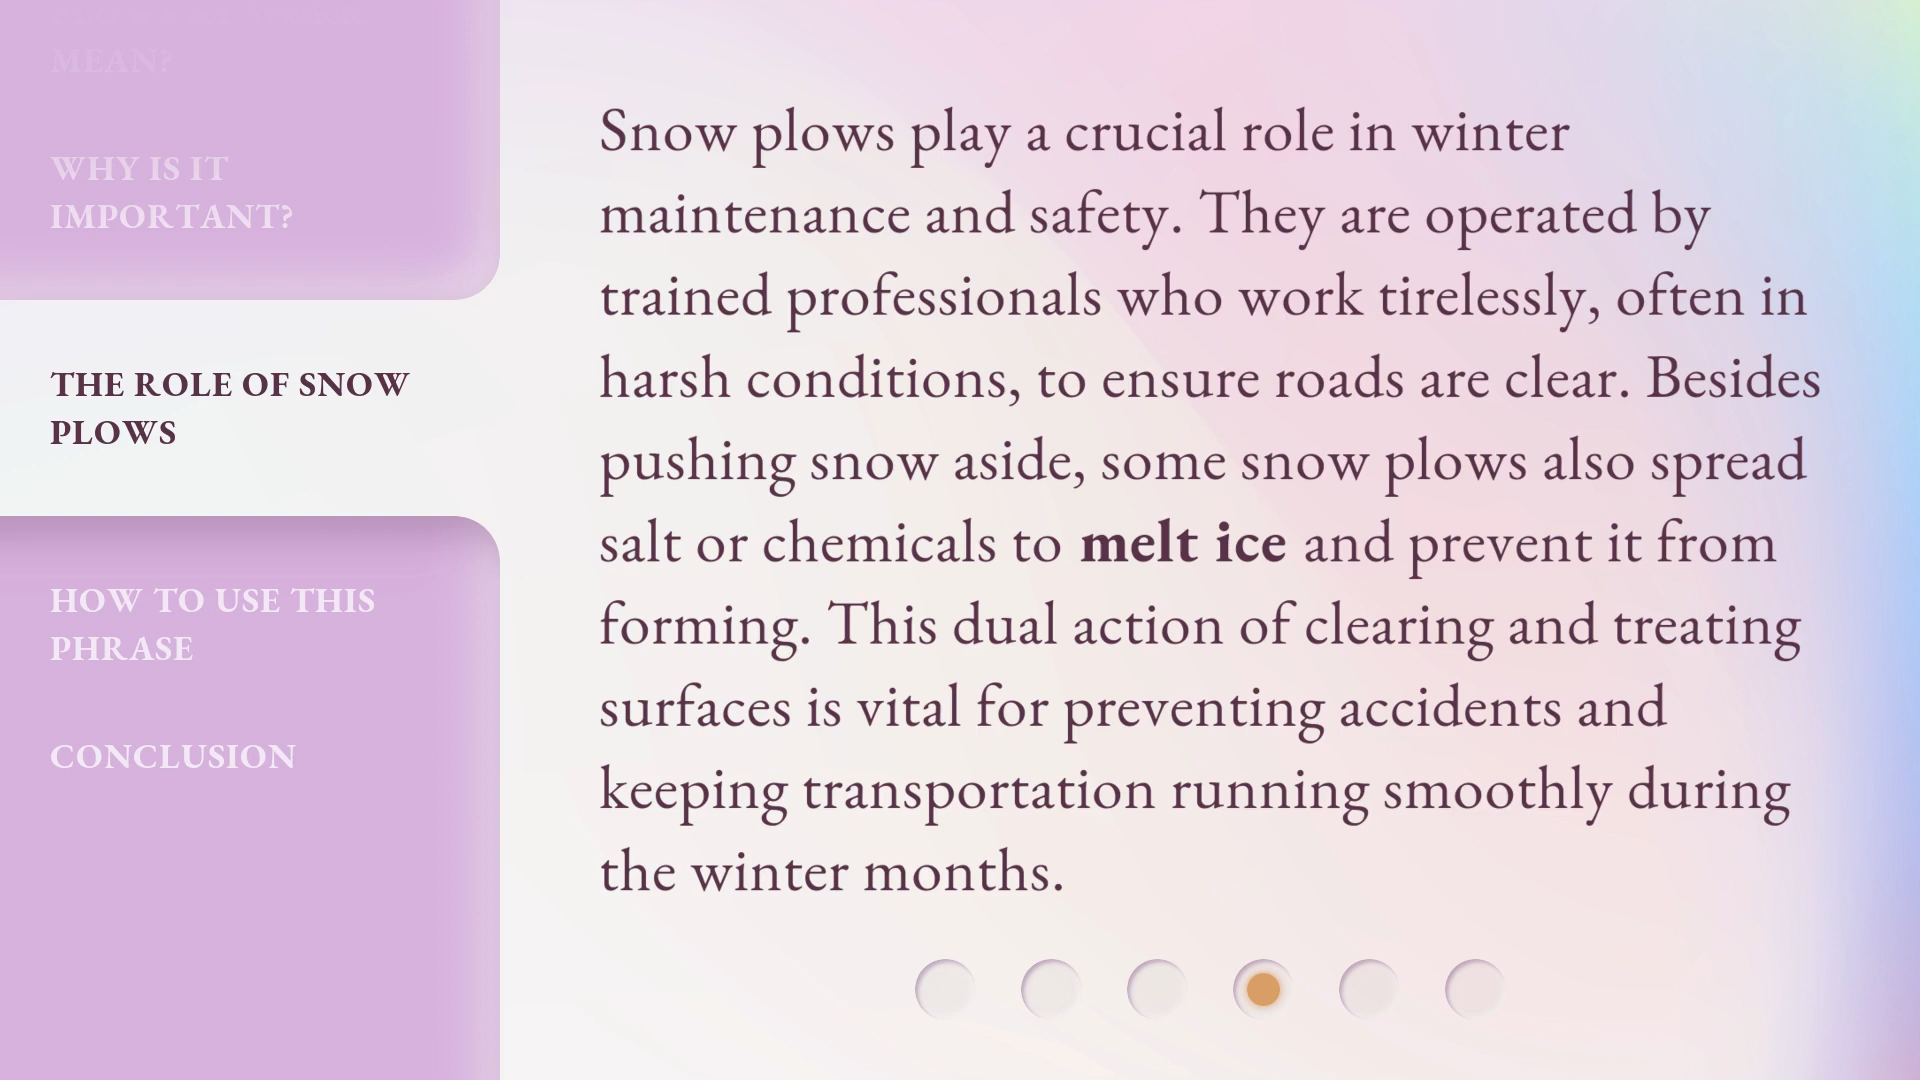 MEAN?
WHY IS IT
IMPORTANT?
THE ROLE OF SNOW
PLOWS
HOW TO USE THIS
PHRASE
CONCLUSION
Snow plows play a crucial role in winter
maintenance and safety. They are operated by
trained professionals who work tirelessly, often in
harsh conditions, to ensure roads are clear. Besides
pushing snow aside, some snow plows also spread
salt or chemicals to melt ice and prevent it from
forming. This dual action of clearing and treating
surfaces is vital for preventing accidents and
keeping transportation running smoothly during
the winter months.